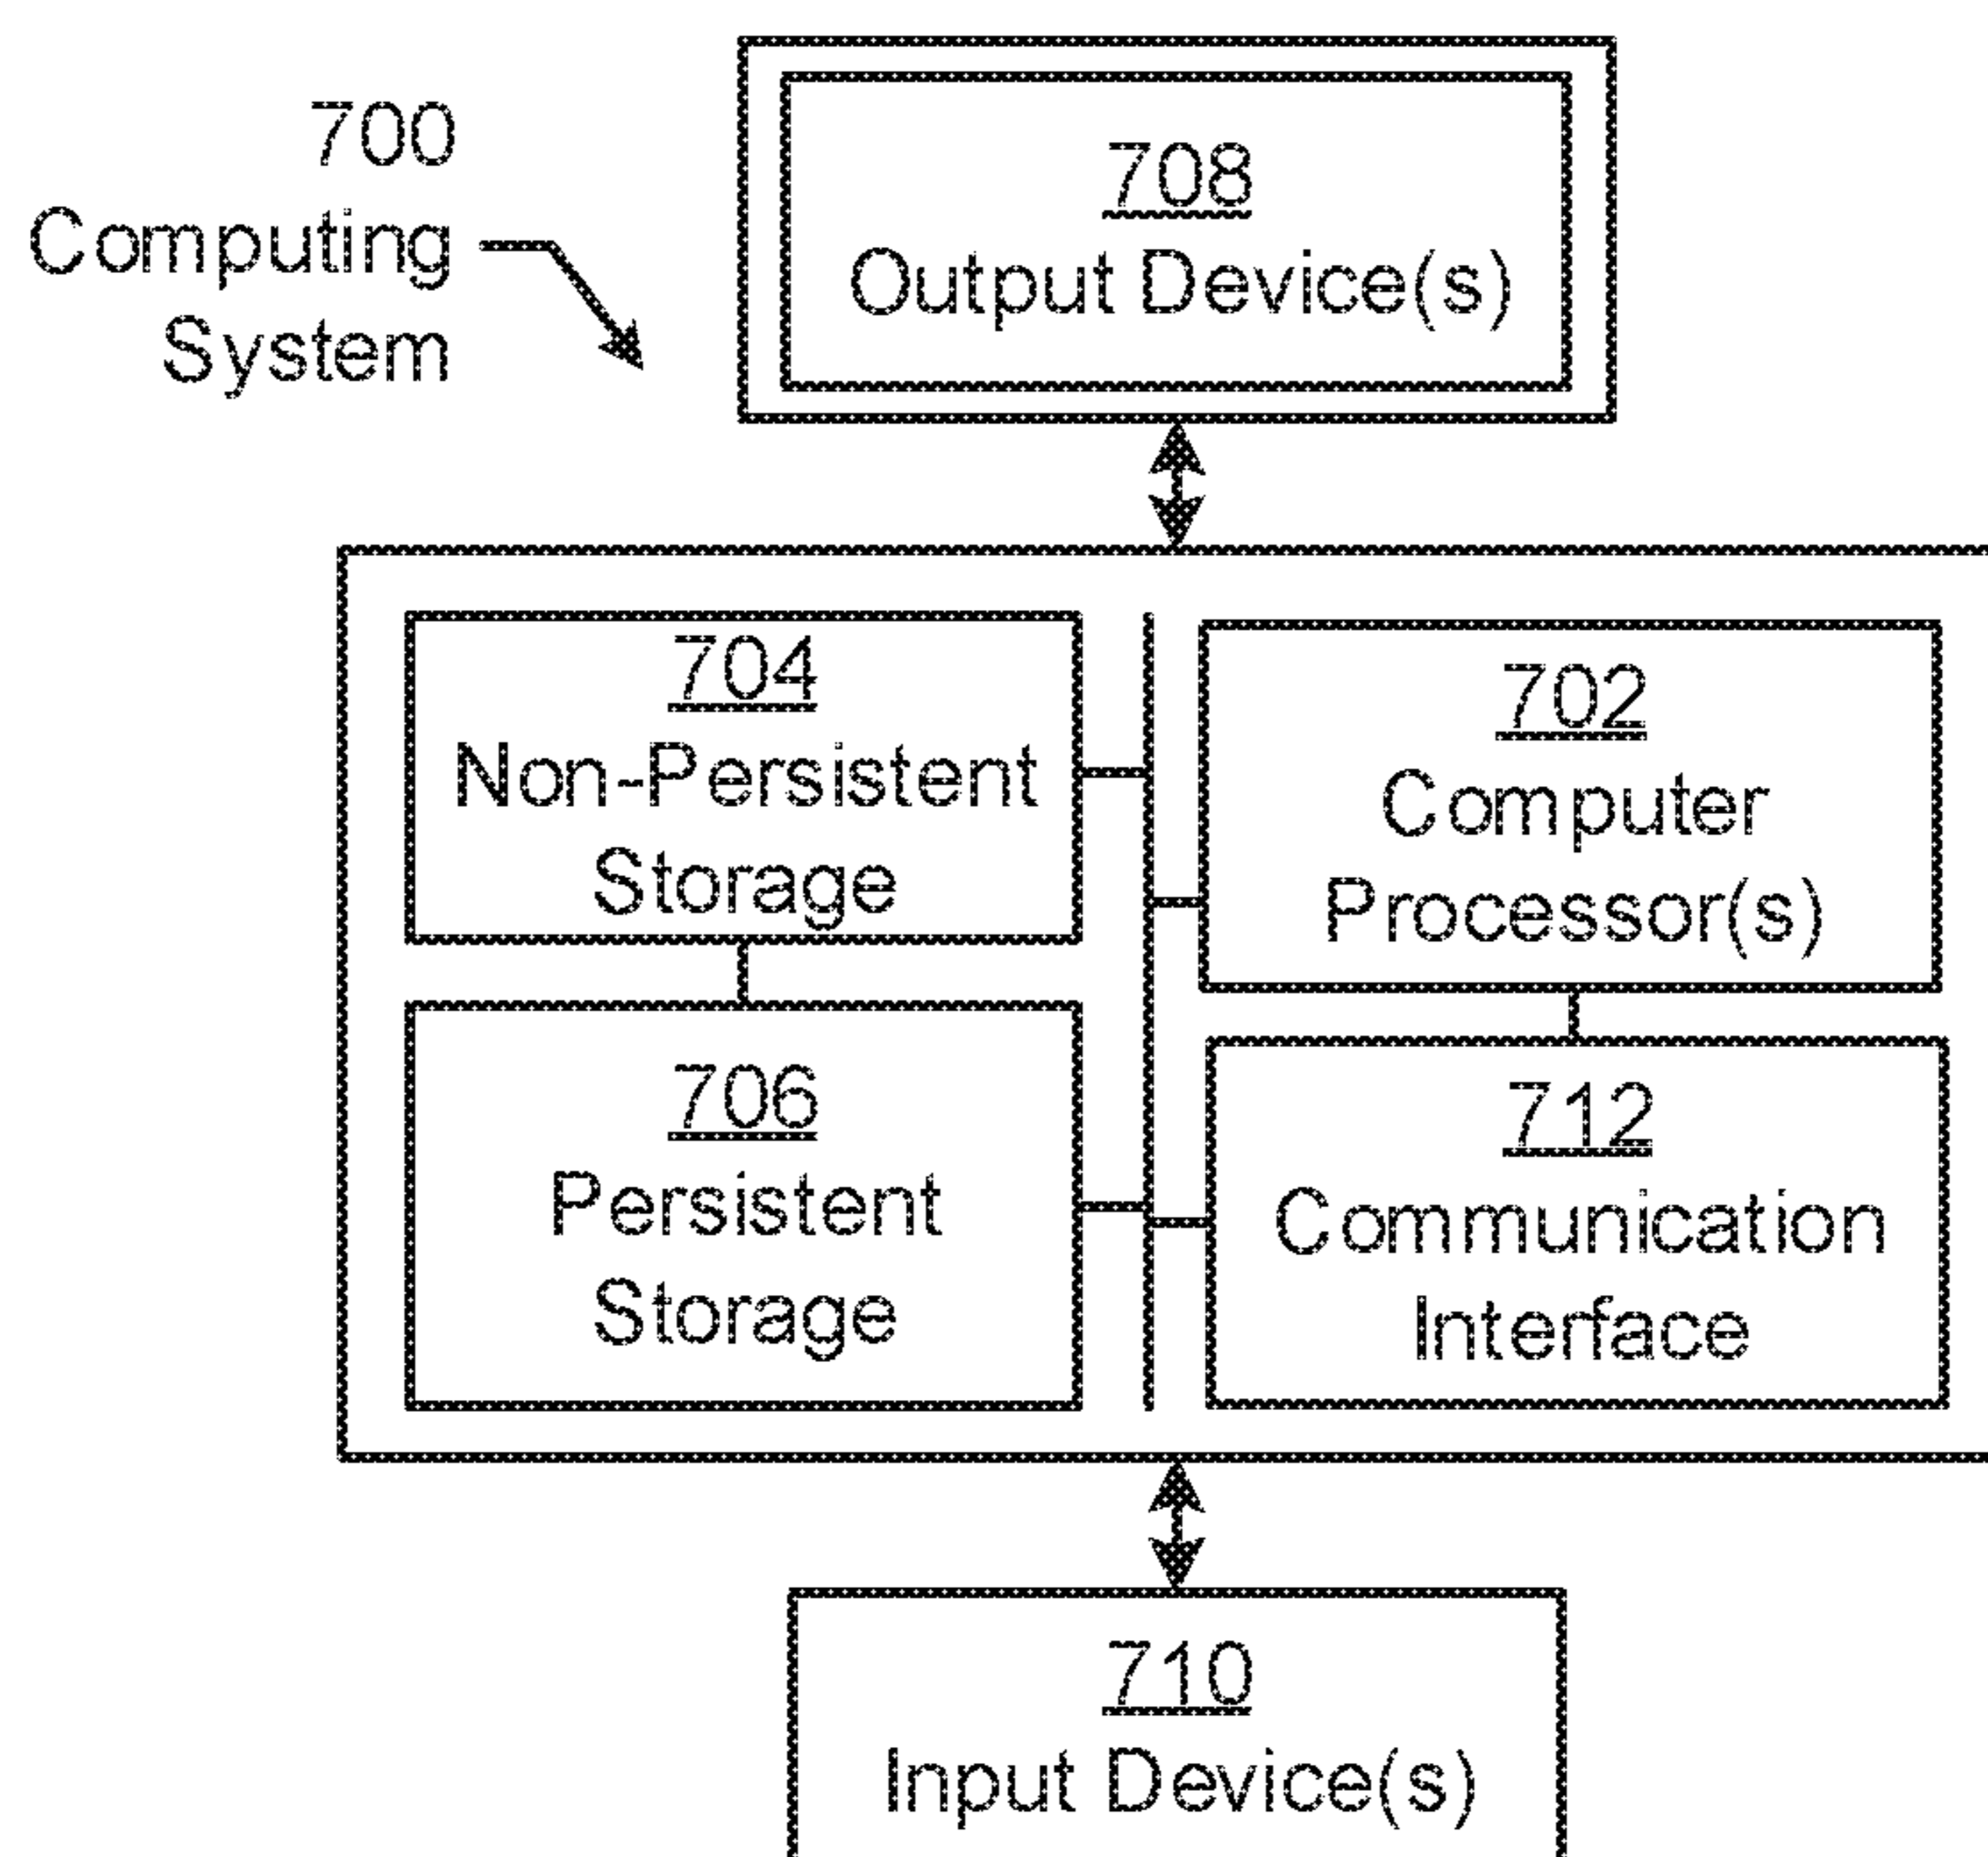 700
Computing
System
708
Output Device(s)
704
Non-Persistent
Storage
702
Computer
Processor(s)
706
Persistent
Storage
712
Communication
Interface
710
Input Device(s)